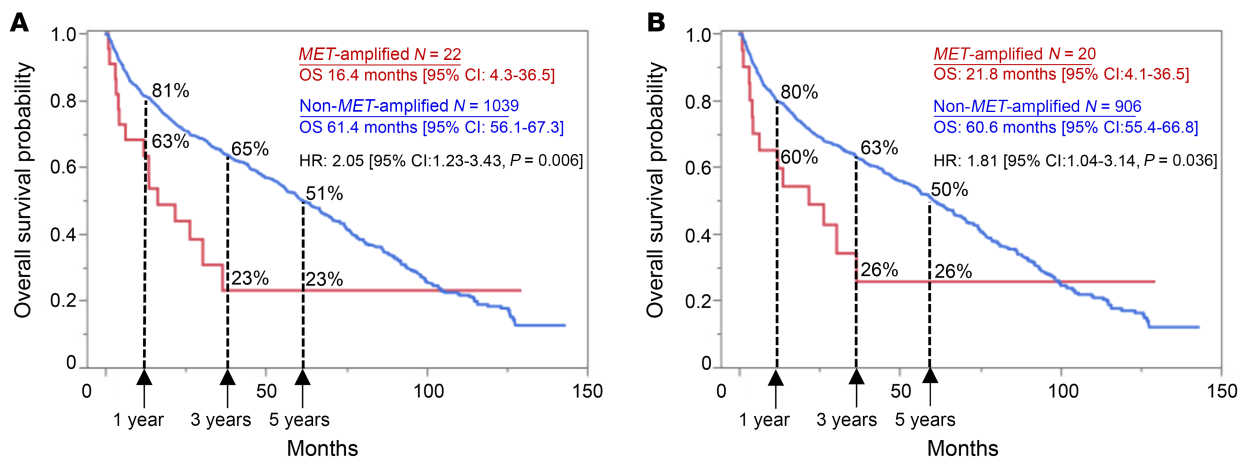 A
Overall survival probability
1.0
0.8
0.6
0.4
0.2
0
MET-amplified N = 22
OS 16.4 months [95% CI: 4.3-36.5]
Non-MET-amplified N = 1039
OS 61.4 months [95% CI: 56.1-67.3]
HR: 2.05 [95% CI:1.23-3.43, P = 0.006]
81%
63%
65%
51%
23%
23%
0
50
100
150
1 year
3 years
5 years
Months
B
Overall survival probability
1.0
0.8
0.6
0.4
0.2
0
MET-amplified N = 20
OS: 21.8 months [95% CI:4.1-36.5]
Non-MET-amplified N = 906
OS: 60.6 months [95% CI:55.4-66.8]
HR: 1.81 [95% CI:1.04-3.14, P = 0.036]
80%
60%
63%
50%
26%
26%
0
50
100
150
1 year
3 years
5 years
Months